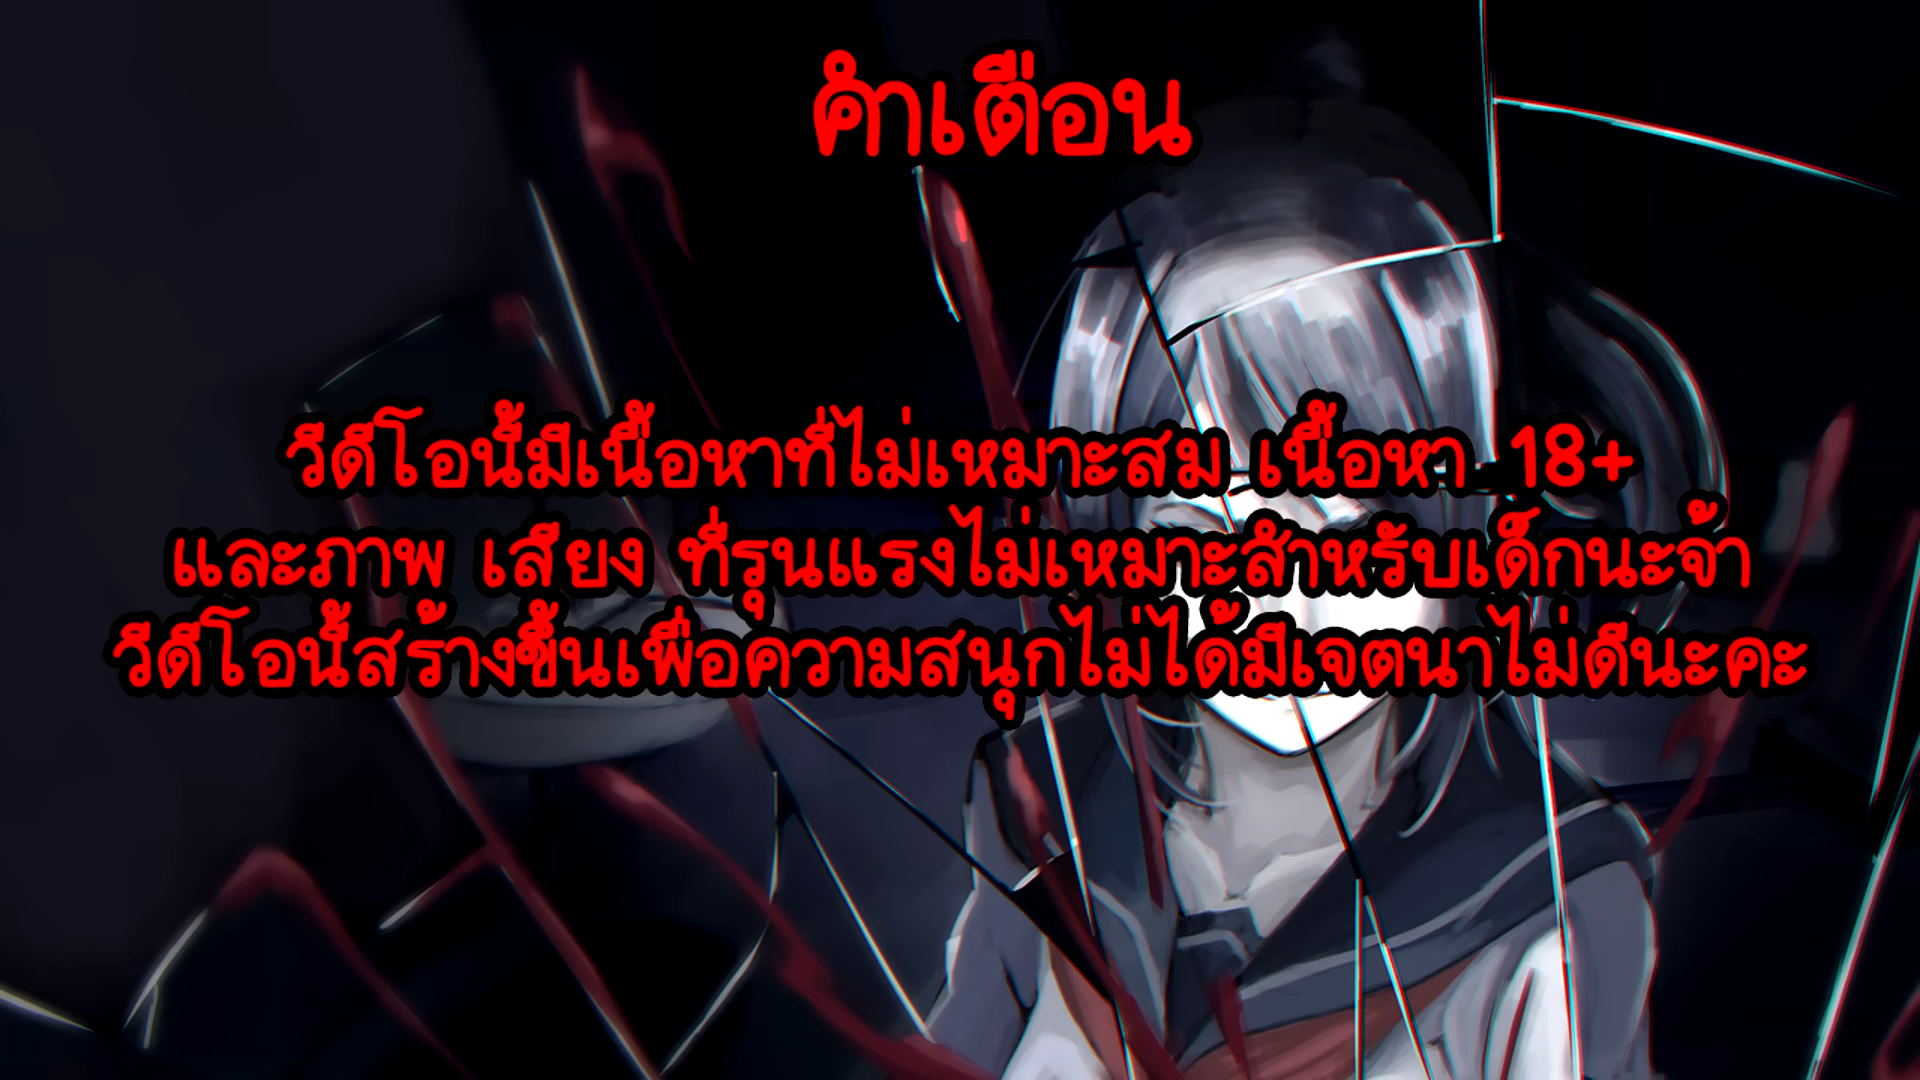 คำเตือน
วีดีโอนี้มีเนื้อหาที่ไม่เหมาะสม เนื้อหา 18+
และภาพ เสียง ที่รุนแรงไม่เหมาะสำหรับเด็กนะจ้า
วีดีโอนี้สร้างขึ้นเพื่อความสนุกไม่ได้มีเจตนาไม่ดีนะคะ